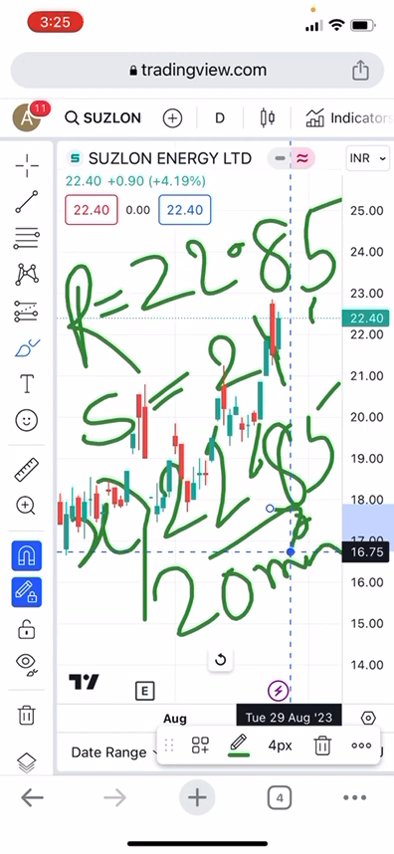 3:25
tradingview.com
A 11 SUZLON D Indicators
S SUZLON ENERGY LTD INR
22.40 +0.90 (+4.19%)
22.40 0.00 22.40
25.00
24.00
23.00
22.40
22.00
21.00
20.00
19.00
18.00
17.00
16.75
16.00
15.00
14.00
R=22.85
S=21
22.85
20 min
E
Aug Tue 29 Aug '23
Date Range
4px
4